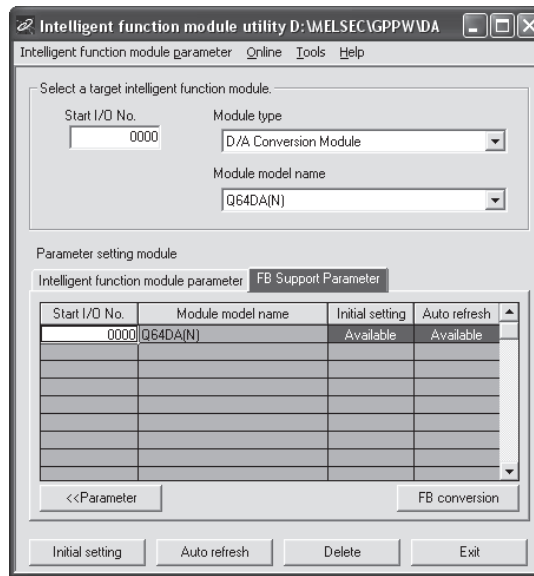 Intelligent function module utility D:\MELSEC\GPPW\DA
Intelligent function module parameter Online Tools Help
Select a target intelligent function module.
Start I/O No. Module type
0000 D/A Conversion Module
Module model name
Q64DA(N)
Parameter setting module
Intelligent function module parameter FB Support Parameter
Start I/O No. Module model name Initial setting Auto refresh
0000 Q64DA(N) Available Available
<<Parameter FB conversion
Initial setting Auto refresh Delete Exit